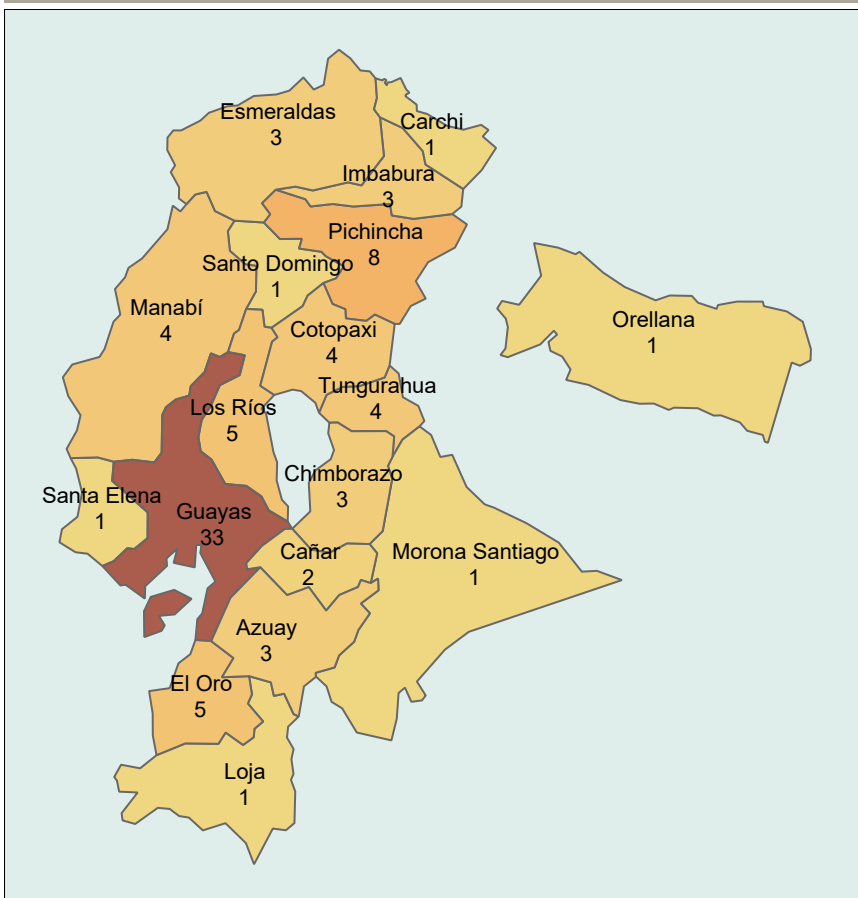 Esmeraldas
3
Carchi
1
Imbabura
3
Pichincha
8
Santo Domingo
1
Manabí
4
Cotopaxi
4
Orellana
1
Tungurahua
4
Los Ríos
5
Chimborazo
3
Santa Elena
1
Guayas
33
Cañar
2
Morona Santiago
1
Azuay
3
El Oro
5
Loja
1